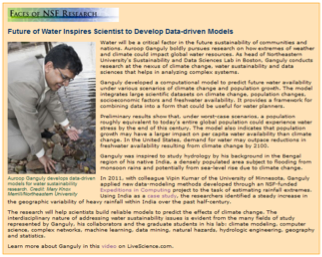 FACES OF NSF RESEARCH
Future of Water Inspires Scientist to Develop Data-driven Models
Water will be a critical factor in the future sustainability of communities and
nations. Auroop Ganguly boldly pursues research on how extremes of weather
and climate could impact global water resources. As head of Northeastern
University's Sustainability and Data Sciences Lab in Boston, Ganguly conducts
research at the nexus of climate change, water sustainability and data
sciences that helps in analyzing complex systems.
Ganguly developed a computational model to predict future water availability
under various scenarios of climate change and population growth. The model
integrates large scientific datasets on climate change, population changes,
socioeconomic factors and freshwater availability. It provides a framework for
combining data into a form that could be useful for water planners.
Preliminary results show that, under worst-case scenarios, a population
roughly equivalent to today's entire global population could experience water
stress by the end of this century. The model also indicates that population
growth may have a larger impact on per capita water availability than climate
change. In the United States, demand for water may outpace reductions in
freshwater availability resulting from climate change by 2100.
Ganguly was inspired to study hydrology by his background in the Bengal
region of his native India, a densely populated area subject to flooding from
monsoon rains and potentially from sea-level rise due to climate change.
Auroop Ganguly develops data-driven
models for water sustainability
research. Credit: Mary Knox
Merrill/Northeastern University
In 2011, with colleague Vipin Kumar of the University of Minnesota, Ganguly
applied new data-modeling methods developed through an NSF-funded
Expeditions in Computing project to the task of estimating rainfall extremes.
Using India as a case study, the researchers identified a steady increase in
the geographic variability of heavy rainfall within India over the past half-century.
The research will help scientists build reliable models to predict the effects of climate change. The
interdisciplinary nature of addressing water sustainability issues is evident from the many fields of study
represented by Ganguly, his collaborators and the graduate students in his lab: climate modeling, computer
science, complex networks, machine learning, data mining, natural hazards, hydrologic engineering, geography
and statistics.
Learn more about Ganguly in this video on LiveScience.com.